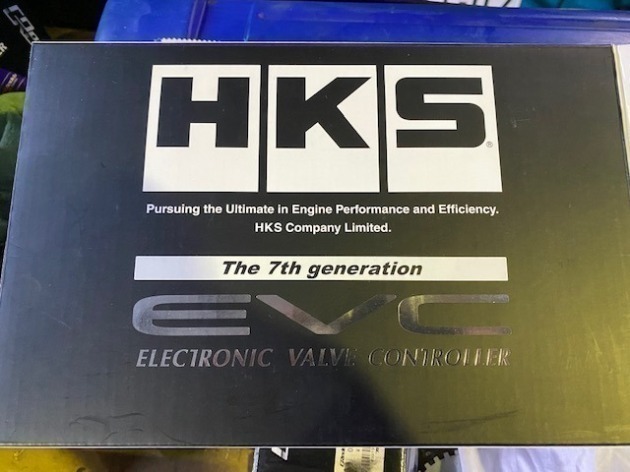 HKS
Pursuing the Ultimate in Engine Performance and Efficiency.
HKS Company Limited.
The 7th generation
EVC
ELECTRONIC VALVE CONTROLLER